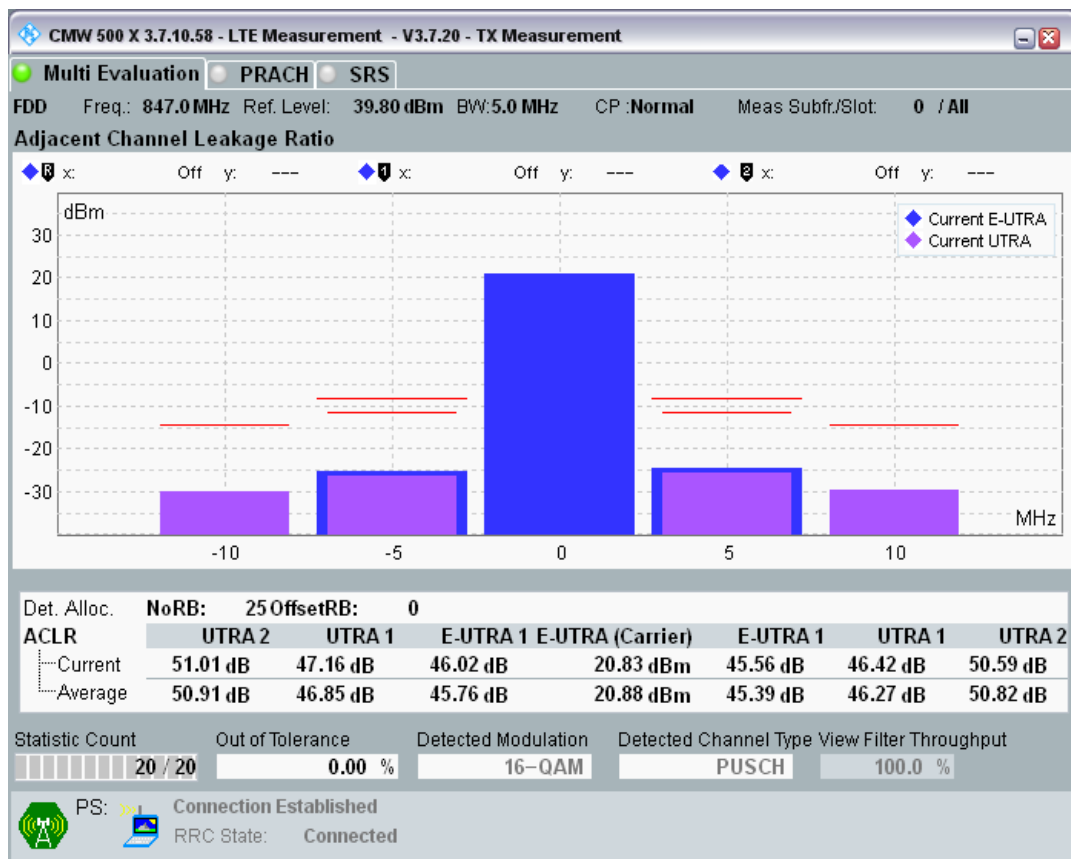 CMW 500 X 3.7.10.58 - LTE Measurement - V3.7.20 - TX Measurement
Multi Evaluation PRACH SRS
FDD Freq.: 847.0 MHz Ref. Level: 39.80 dBm BW: 5.0 MHz CP : Normal Meas Subfr./Slot: 0 / All
Adjacent Channel Leakage Ratio
R x: Off y: --- 1 x: Off y: --- 2 x: Off y: ---
dBm
Current E-UTRA
Current UTRA
30
20
10
0
-10
-20
-30
MHz
-10 -5 0 5 10
Det. Alloc. NoRB: 25 OffsetRB: 0
ACLR UTRA 2 UTRA 1 E-UTRA 1 E-UTRA (Carrier) E-UTRA 1 UTRA 1 UTRA 2
Current 51.01 dB 47.16 dB 46.02 dB 20.83 dBm 45.56 dB 46.42 dB 50.59 dB
Average 50.91 dB 46.85 dB 45.76 dB 20.88 dBm 45.39 dB 46.27 dB 50.82 dB
Statistic Count Out of Tolerance Detected Modulation Detected Channel Type View Filter Throughput
20 / 20 0.00 % 16-QAM PUSCH 100.0 %
PS: Connection Established
RRC State: Connected